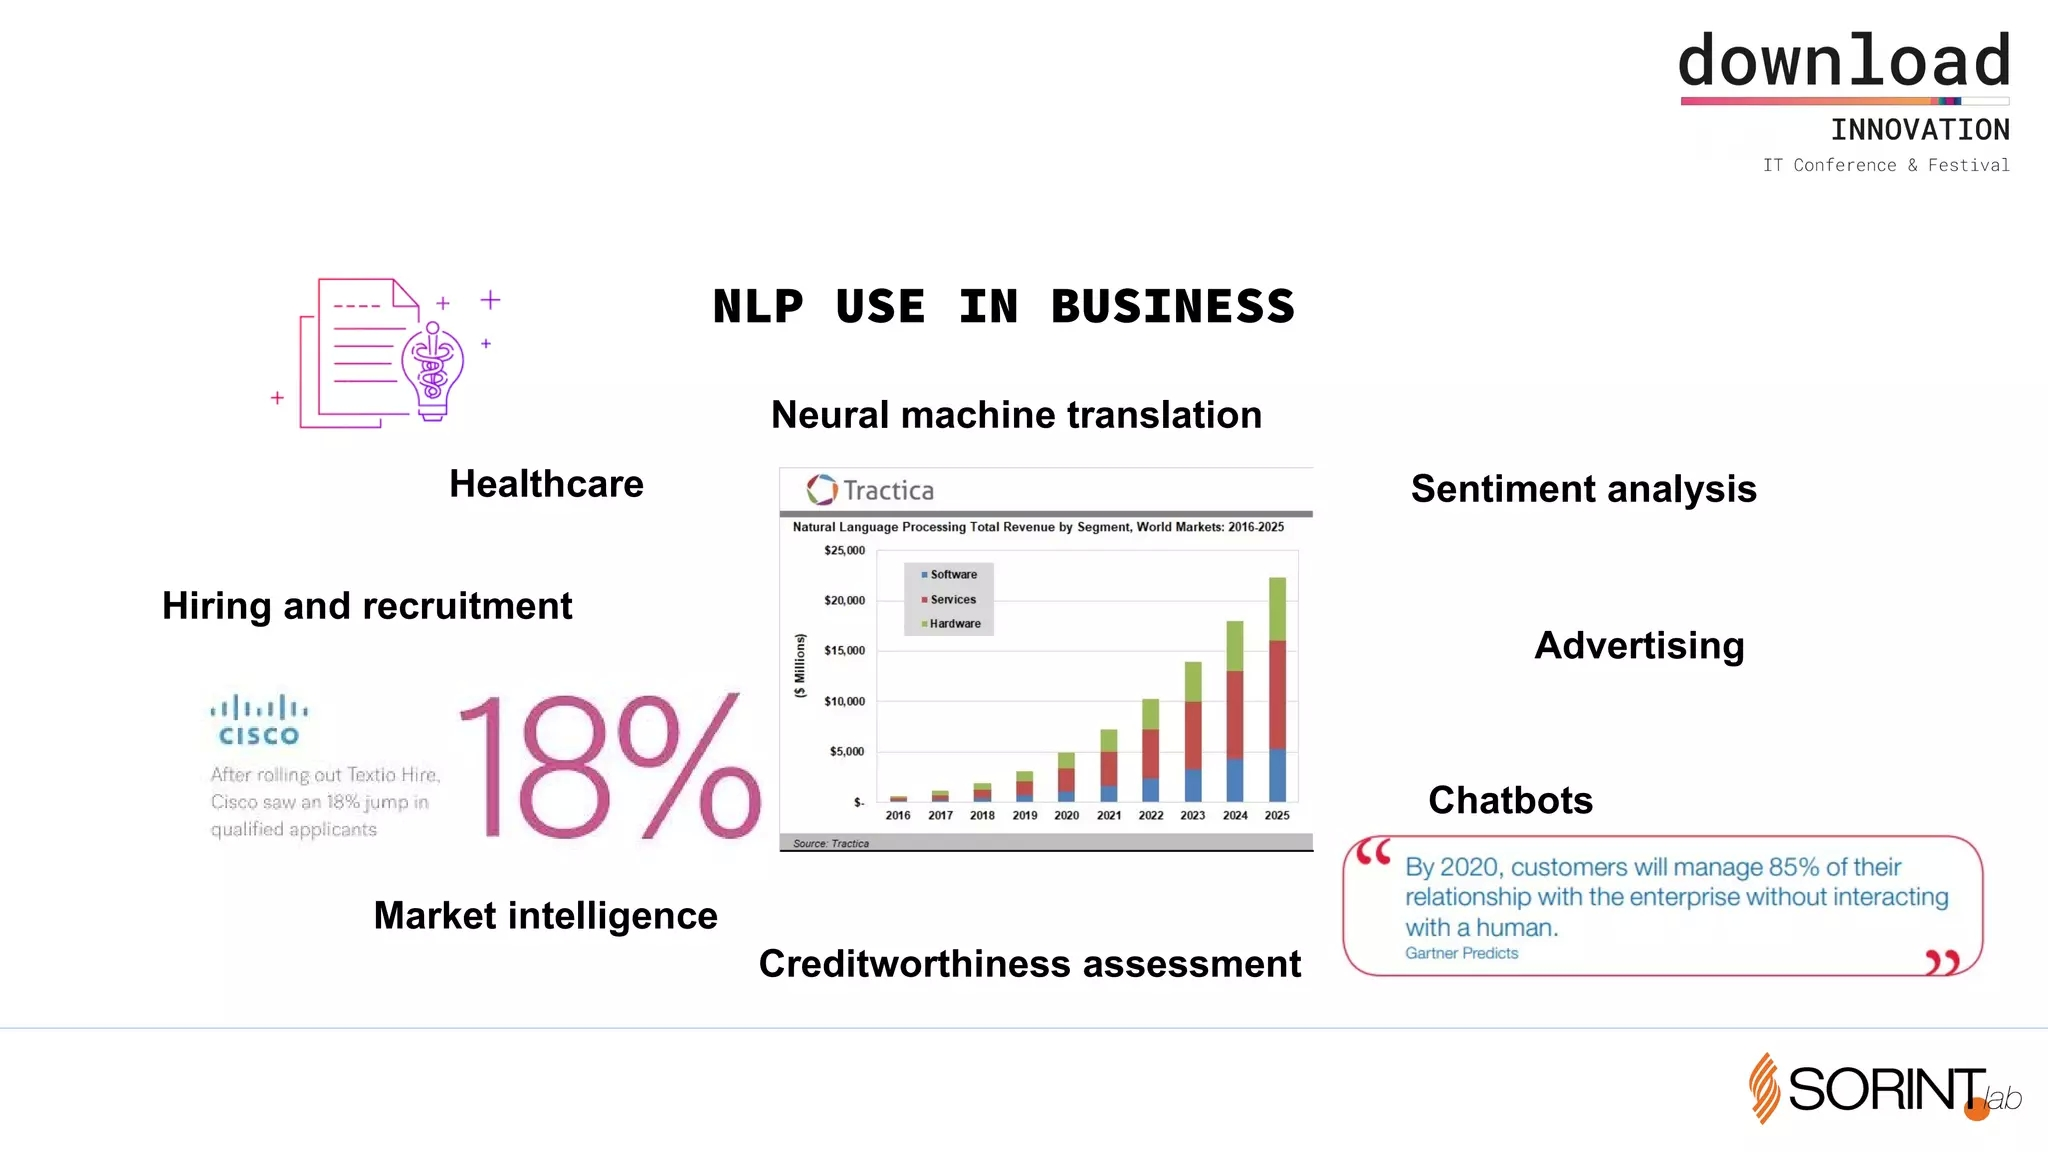 download
INNOVATION
IT Conference & Festival
NLP USE IN BUSINESS
Neural machine translation
Healthcare
Sentiment analysis
Hiring and recruitment
Advertising
Tractica
Natural Language Processing Total Revenue by Segment, World Markets: 2016-2025
($ Millions)
$25,000
$20,000
$15,000
$10,000
$5,000
$-
Software
Services
Hardware
2016 2017 2018 2019 2020 2021 2022 2023 2024 2025
Source: Tractica
CISCO
After rolling out Textio Hire,
Cisco saw an 18% jump in
qualified applicants
18%
Chatbots
“ By 2020, customers will manage 85% of their
relationship with the enterprise without interacting
with a human.
Gartner Predicts ”
Market intelligence
Creditworthiness assessment
SORINT.lab